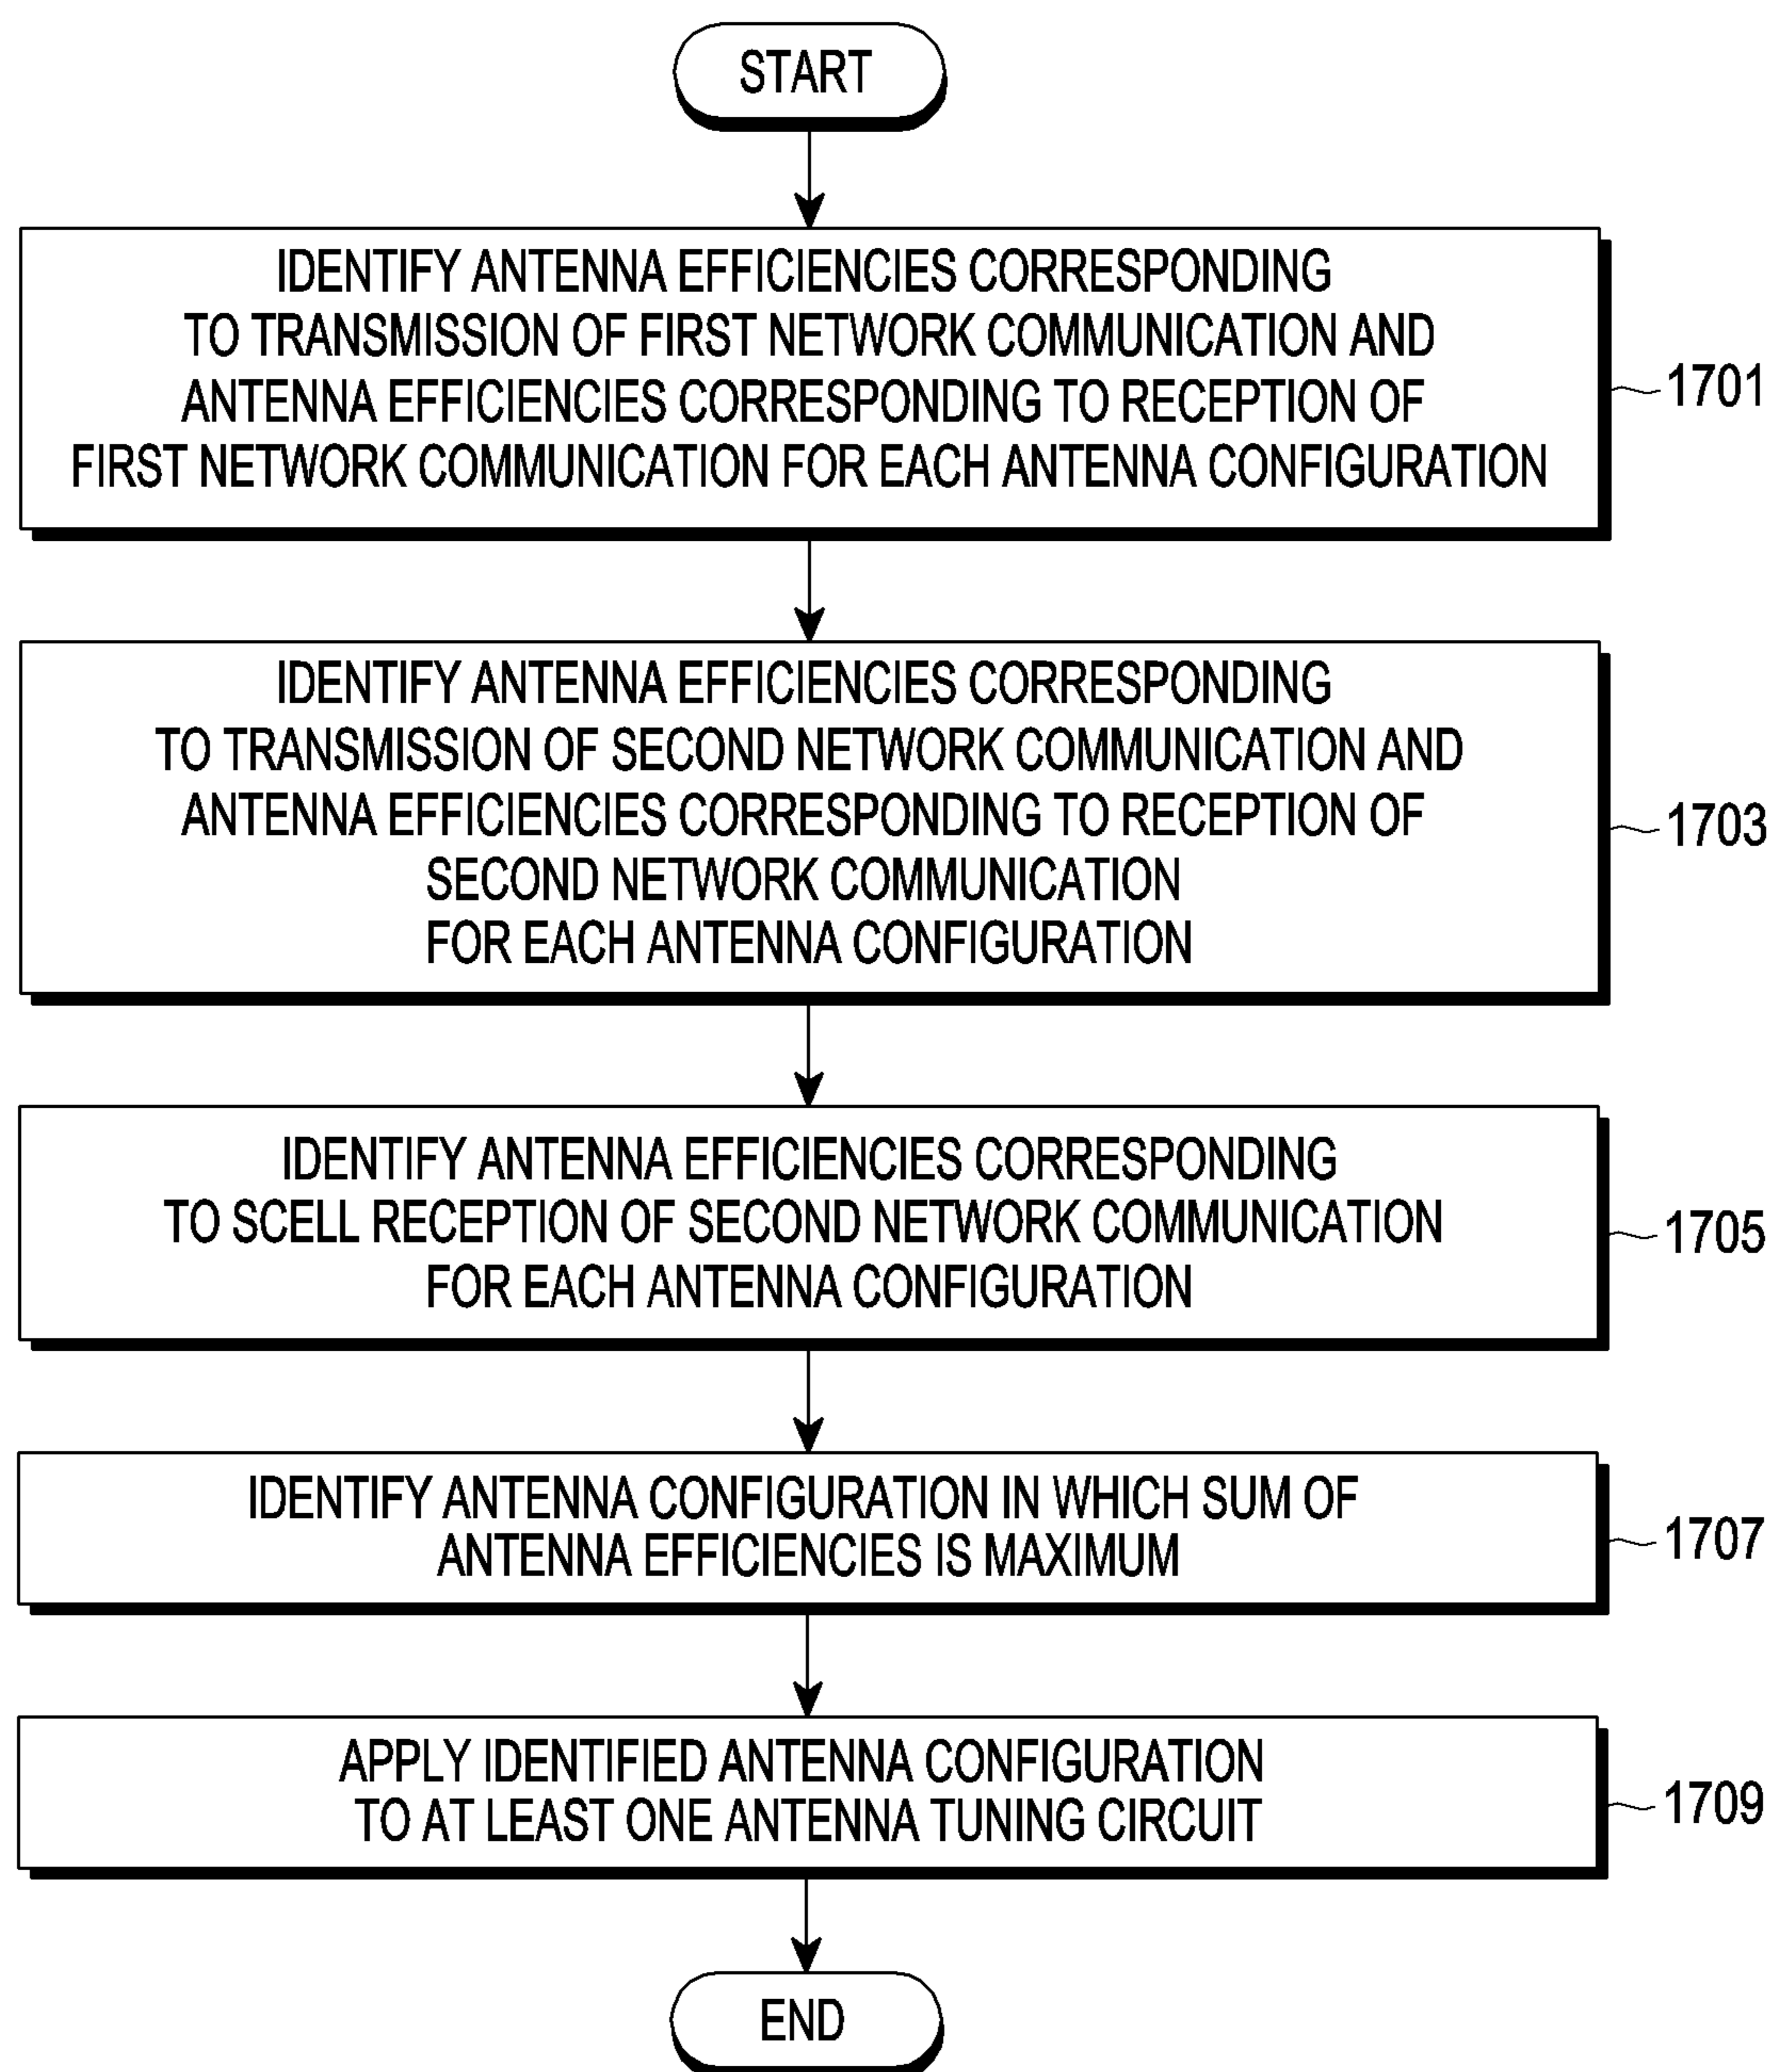 START
IDENTIFY ANTENNA EFFICIENCIES CORRESPONDING
TO TRANSMISSION OF FIRST NETWORK COMMUNICATION AND
ANTENNA EFFICIENCIES CORRESPONDING TO RECEPTION OF
FIRST NETWORK COMMUNICATION FOR EACH ANTENNA CONFIGURATION
1701
IDENTIFY ANTENNA EFFICIENCIES CORRESPONDING
TO TRANSMISSION OF SECOND NETWORK COMMUNICATION AND
ANTENNA EFFICIENCIES CORRESPONDING TO RECEPTION OF
SECOND NETWORK COMMUNICATION
FOR EACH ANTENNA CONFIGURATION
1703
IDENTIFY ANTENNA EFFICIENCIES CORRESPONDING
TO SCELL RECEPTION OF SECOND NETWORK COMMUNICATION
FOR EACH ANTENNA CONFIGURATION
1705
IDENTIFY ANTENNA CONFIGURATION IN WHICH SUM OF
ANTENNA EFFICIENCIES IS MAXIMUM
1707
APPLY IDENTIFIED ANTENNA CONFIGURATION
TO AT LEAST ONE ANTENNA TUNING CIRCUIT
1709
END